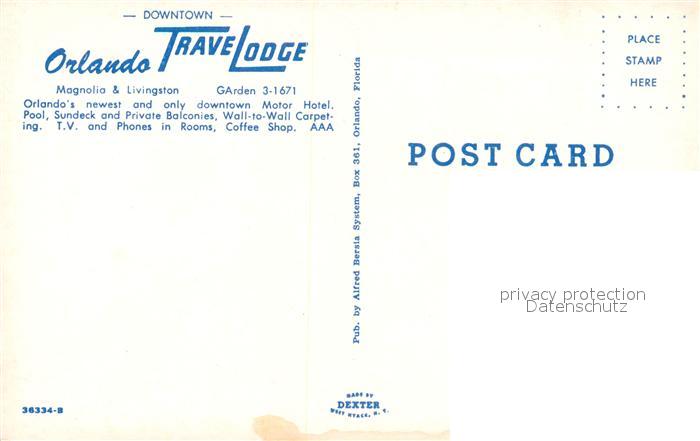 — DOWNTOWN —
Orlando TRAVELODGE
Magnolia & Livingston GArden 3-1671
Orlando's newest and only downtown Motor Hotel.
Pool, Sundeck and Private Balconies, Wall-to-Wall Carpet-
ing. T.V. and Phones in Rooms, Coffee Shop. AAA
36334-B
Pub. by Alfred Bersia System, Box 361, Orlando, Florida
MADE BY
DEXTER
WEST NYACK, N. Y.
PLACE
STAMP
HERE
POST CARD
privacy protection
Datenschutz